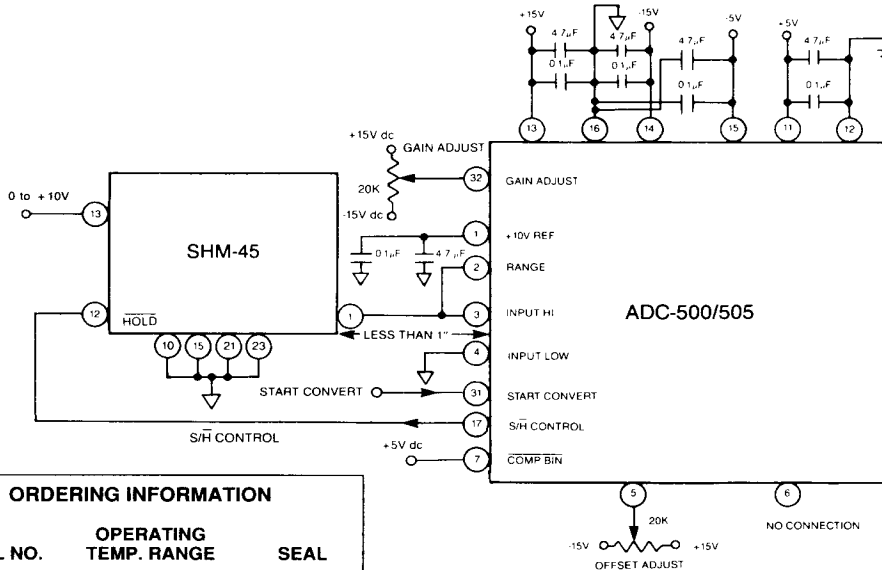 +15V -15V -5V +5V
4.7µF 4.7µF 4.7µF 4.7µF
0.1µF 0.1µF 0.1µF 0.1µF
13 16 14 15 11 12
+15V dc GAIN ADJUST
20K
-15V dc
32 GAIN ADJUST
0 to +10V
13
SHM-45
12 HOLD
1
10 15 21 23
0.1µF 4.7µF
1 +10V REF
2 RANGE
3 INPUT HI
ADC-500/505
LESS THAN 1"
4 INPUT LOW
START CONVERT 31 START CONVERT
17 S/H CONTROL
S/H CONTROL
+5V dc
7 COMP BIN
5 6
20K
NO CONNECTION
-15V +15V
OFFSET ADJUST
ORDERING INFORMATION
OPERATING
L NO. TEMP. RANGE SEAL